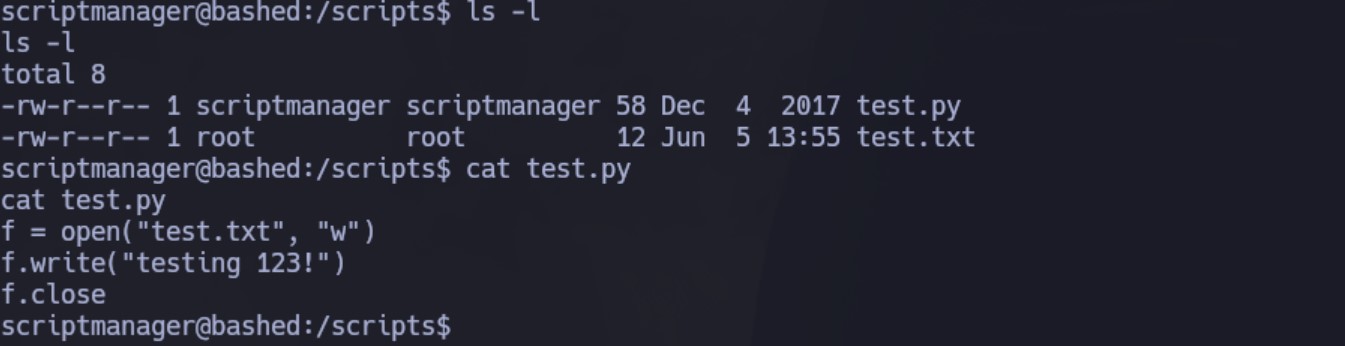 scriptmanager@bashed:/scripts$ ls -l
ls -l
total 8
-rw-r--r-- 1 scriptmanager scriptmanager 58 Dec  4  2017 test.py
-rw-r--r-- 1 root          root          12 Jun  5 13:55 test.txt
scriptmanager@bashed:/scripts$ cat test.py
cat test.py
f = open("test.txt", "w")
f.write("testing 123!")
f.close
scriptmanager@bashed:/scripts$